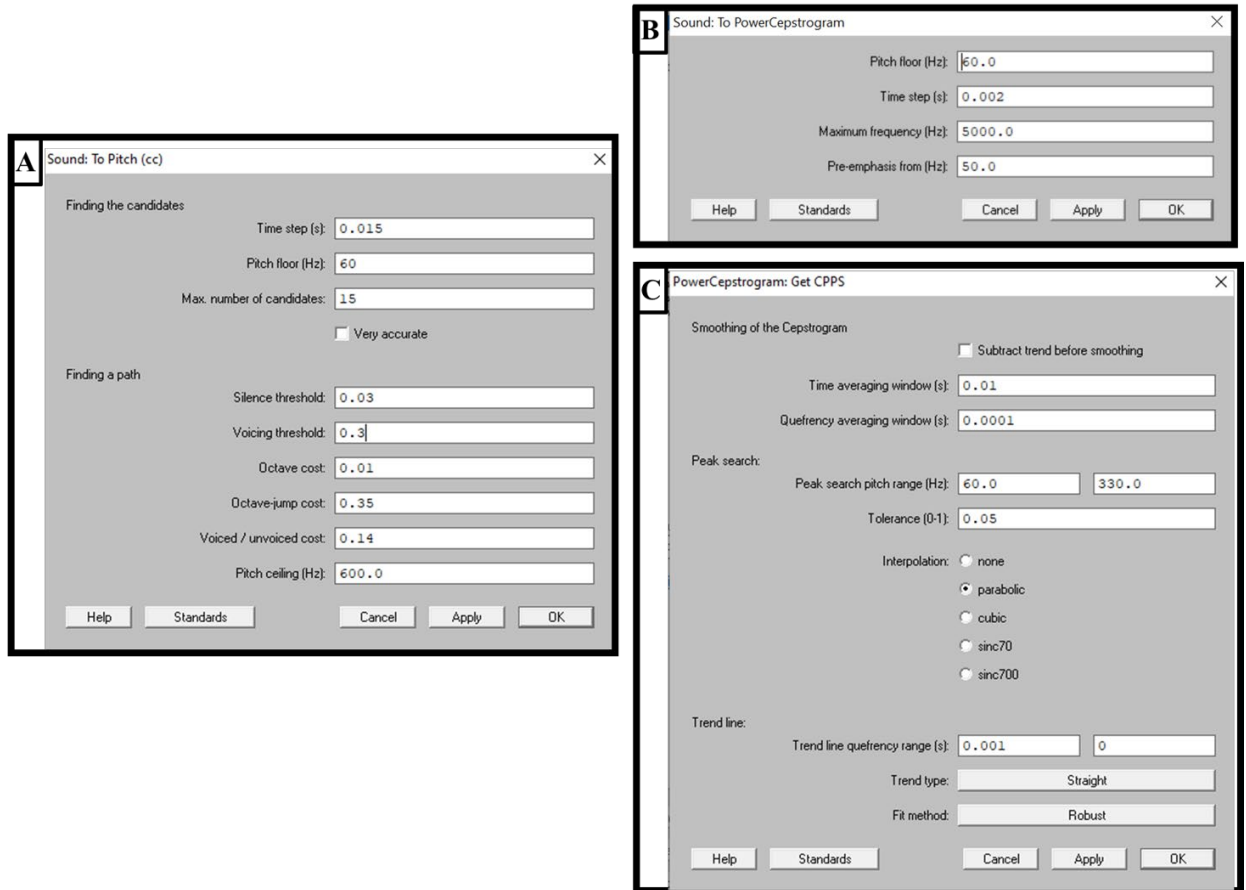 A
Sound: To Pitch (cc)
Finding the candidates
Time step (s): 0.015
Pitch floor (Hz): 60
Max. number of candidates: 15
Very accurate
Finding a path
Silence threshold: 0.03
Voicing threshold: 0.3
Octave cost: 0.01
Octave-jump cost: 0.35
Voiced / unvoiced cost: 0.14
Pitch ceiling (Hz): 600.0
Help Standards Cancel Apply OK
B
Sound: To PowerCepstrogram
Pitch floor (Hz): 60.0
Time step (s): 0.002
Maximum frequency (Hz): 5000.0
Pre-emphasis from (Hz): 50.0
Help Standards Cancel Apply OK
C
PowerCepstrogram: Get CPPS
Smoothing of the Cepstrogram
Subtract trend before smoothing
Time averaging window (s): 0.01
Quefrency averaging window (s): 0.0001
Peak search:
Peak search pitch range (Hz): 60.0 330.0
Tolerance (0-1): 0.05
Interpolation: none
parabolic
cubic
sinc70
sinc700
Trend line:
Trend line quefrency range (s): 0.001 0
Trend type: Straight
Fit method: Robust
Help Standards Cancel Apply OK